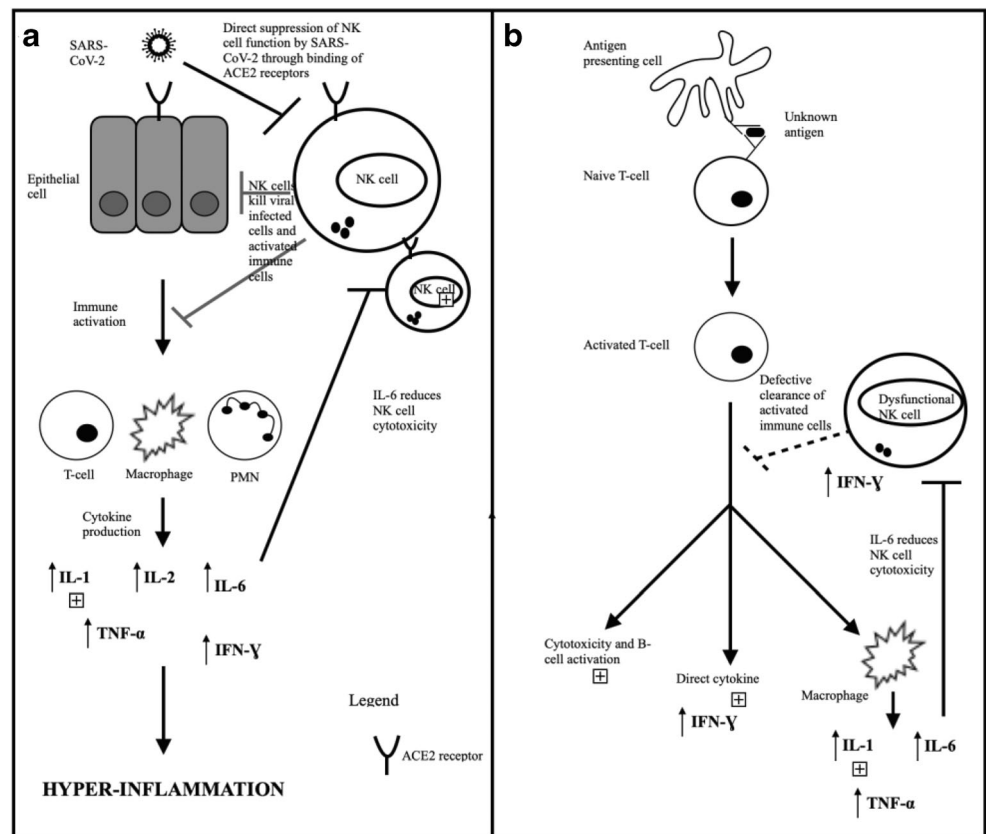 a
SARS-
CoV-2
Direct suppression of NK
cell function by SARS-
CoV-2 through binding of
ACE2 receptors
Epithelial
cell
NK cell
NK cells
kill viral
infected
cells and
activated
immune
cells
NK cell
Immune
activation
IL-6 reduces
NK cell
cytotoxicity
T-cell
Macrophage
PMN
Cytokine
production
IL-1
IL-2
IL-6
TNF-α
IFN-Ɣ
Legend
ACE2 receptor
HYPER-INFLAMMATION
b
Antigen
presenting cell
Unknown
antigen
Naive T-cell
Activated T-cell
Defective
clearance of
activated
immune cells
Dysfunctional
NK cell
IFN-Ɣ
IL-6 reduces
NK cell
cytotoxicity
Cytotoxicity and B-
cell activation
Direct cytokine
IFN-Ɣ
Macrophage
IL-1
IL-6
TNF-α